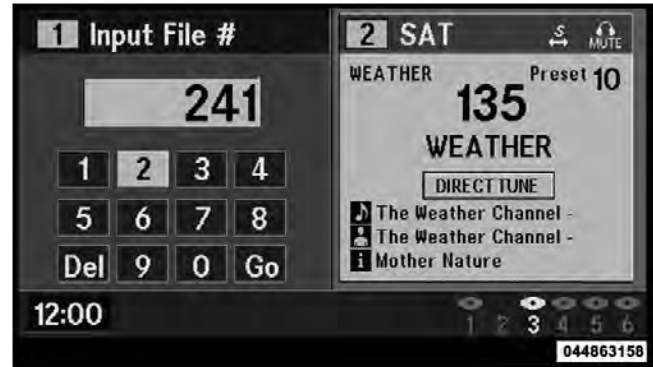 1 Input File #
241
1 2 3 4
5 6 7 8
Del 9 0 Go
2 SAT S MUTE
WEATHER Preset 10
135
WEATHER
DIRECT TUNE
The Weather Channel -
The Weather Channel -
i Mother Nature
12:00
1 2 3 4 5 6
044863158